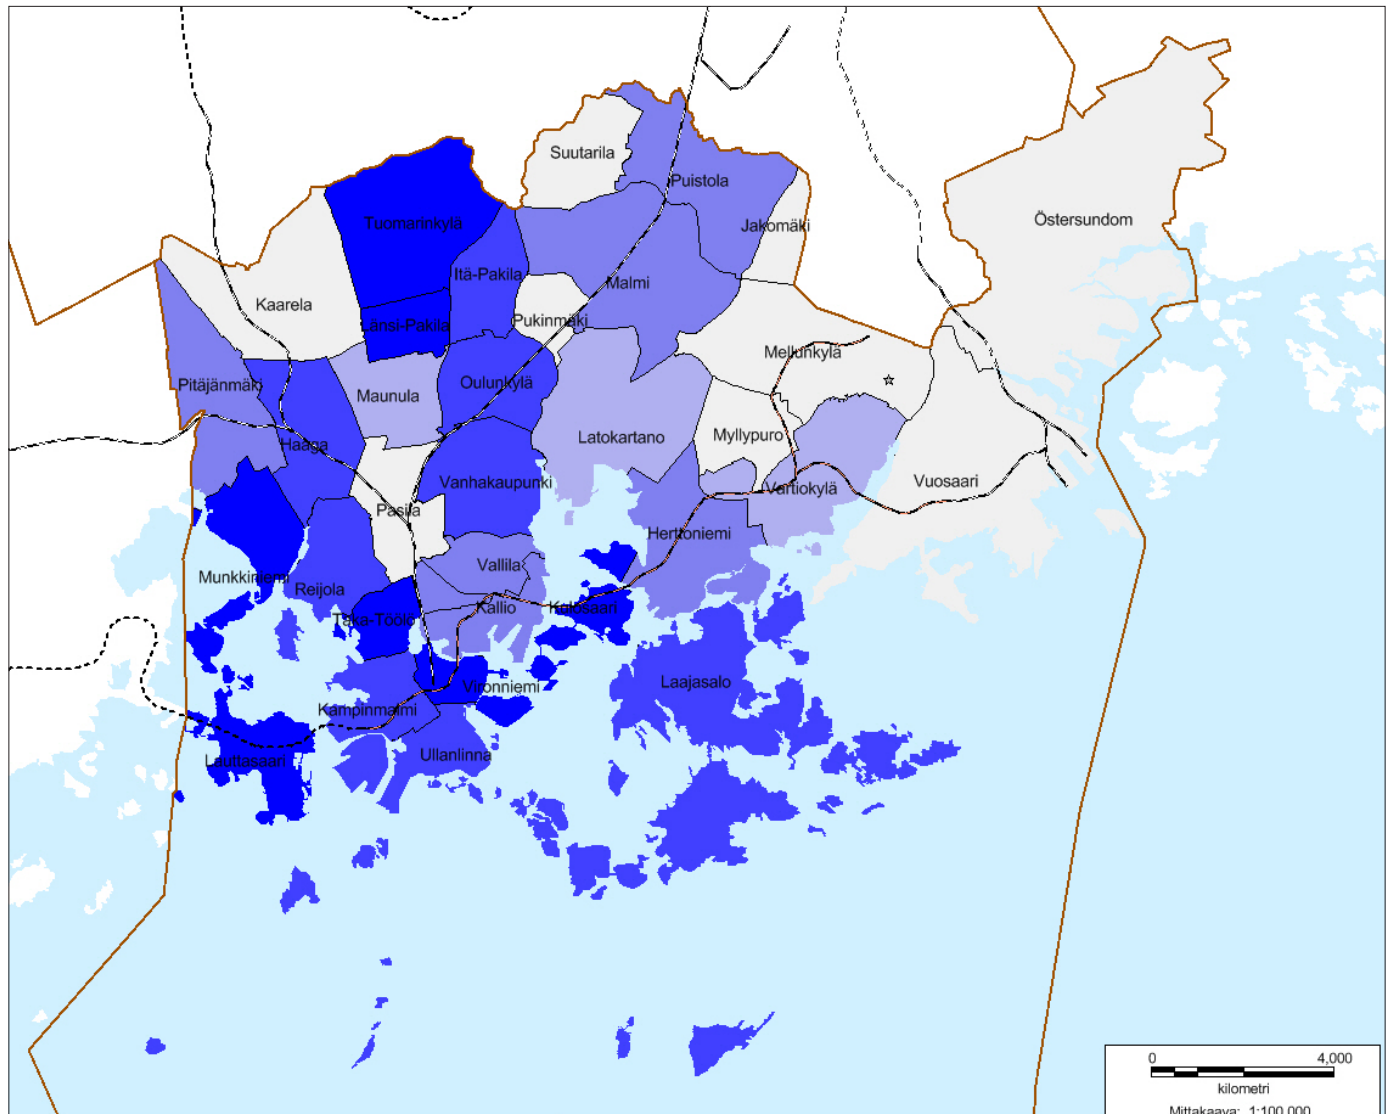 Suutarila
Puistola
Tuomarinkylä
Jakomäki
Östersundom
Itä-Pakila
Malmi
Kaarela
Länsi-Pakila
Pukinmäki
Mellunkylä
Pitäjänmäki
Maunula
Oulunkylä
Haaga
Latokartano
Myllypuro
Vanhakaupunki
Vartiokylä
Vuosaari
Pasila
Herttoniemi
Vallila
Munkkiniemi
Reijola
Kallio
Kulosaari
Taka-Töölö
Laajasalo
Vironniemi
Kampinmalmi
Ullanlinna
Lauttasaari
0 4,000
kilometri
Mittakaava: 1:100 000